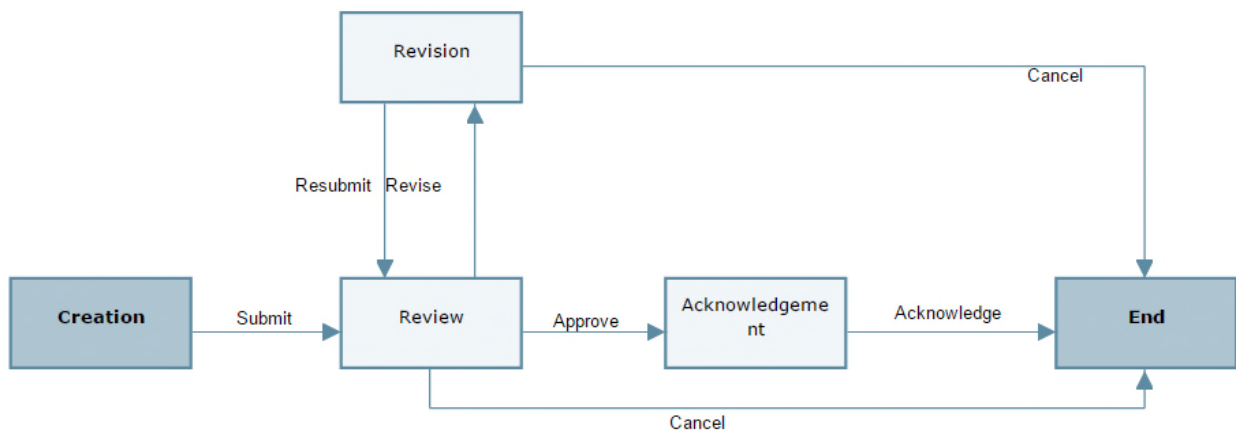 Revision
Cancel
Resubmit Revise
Creation
Submit
Review
Approve
Acknowledgeme
nt
Acknowledge
End
Cancel